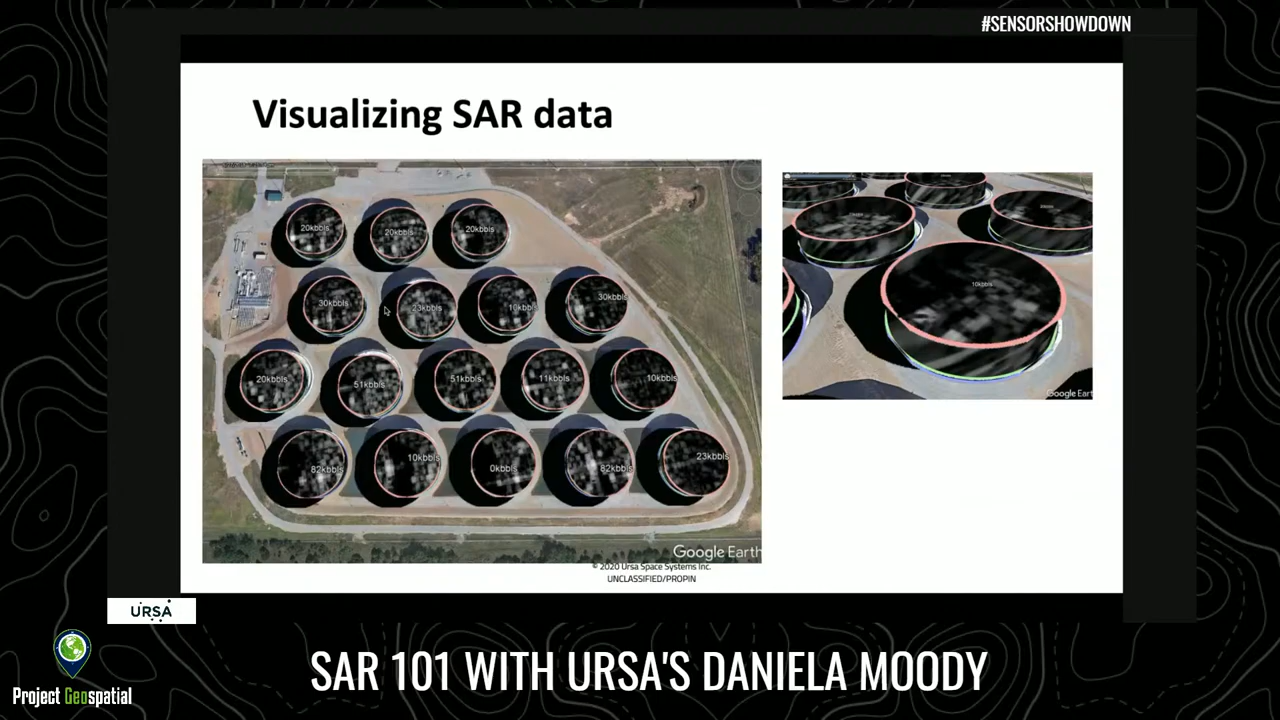 #SENSORSHOWDOWN
Visualizing SAR data
20kbbls
20kbbls
20kbbls
30kbbls
23kbbls
10kbbls
30kbbls
20kbbls
51kbbls
51kbbls
11kbbls
10kbbls
82kbbls
10kbbls
0kbbls
82kbbls
23kbbls
Google Earth
10kbbls
Google Eart
© 2020 Ursa Space Systems Inc.
UNCLASSIFIED/PROPIN
URSA
SAR 101 WITH URSA'S DANIELA MOODY
Project Geospatial